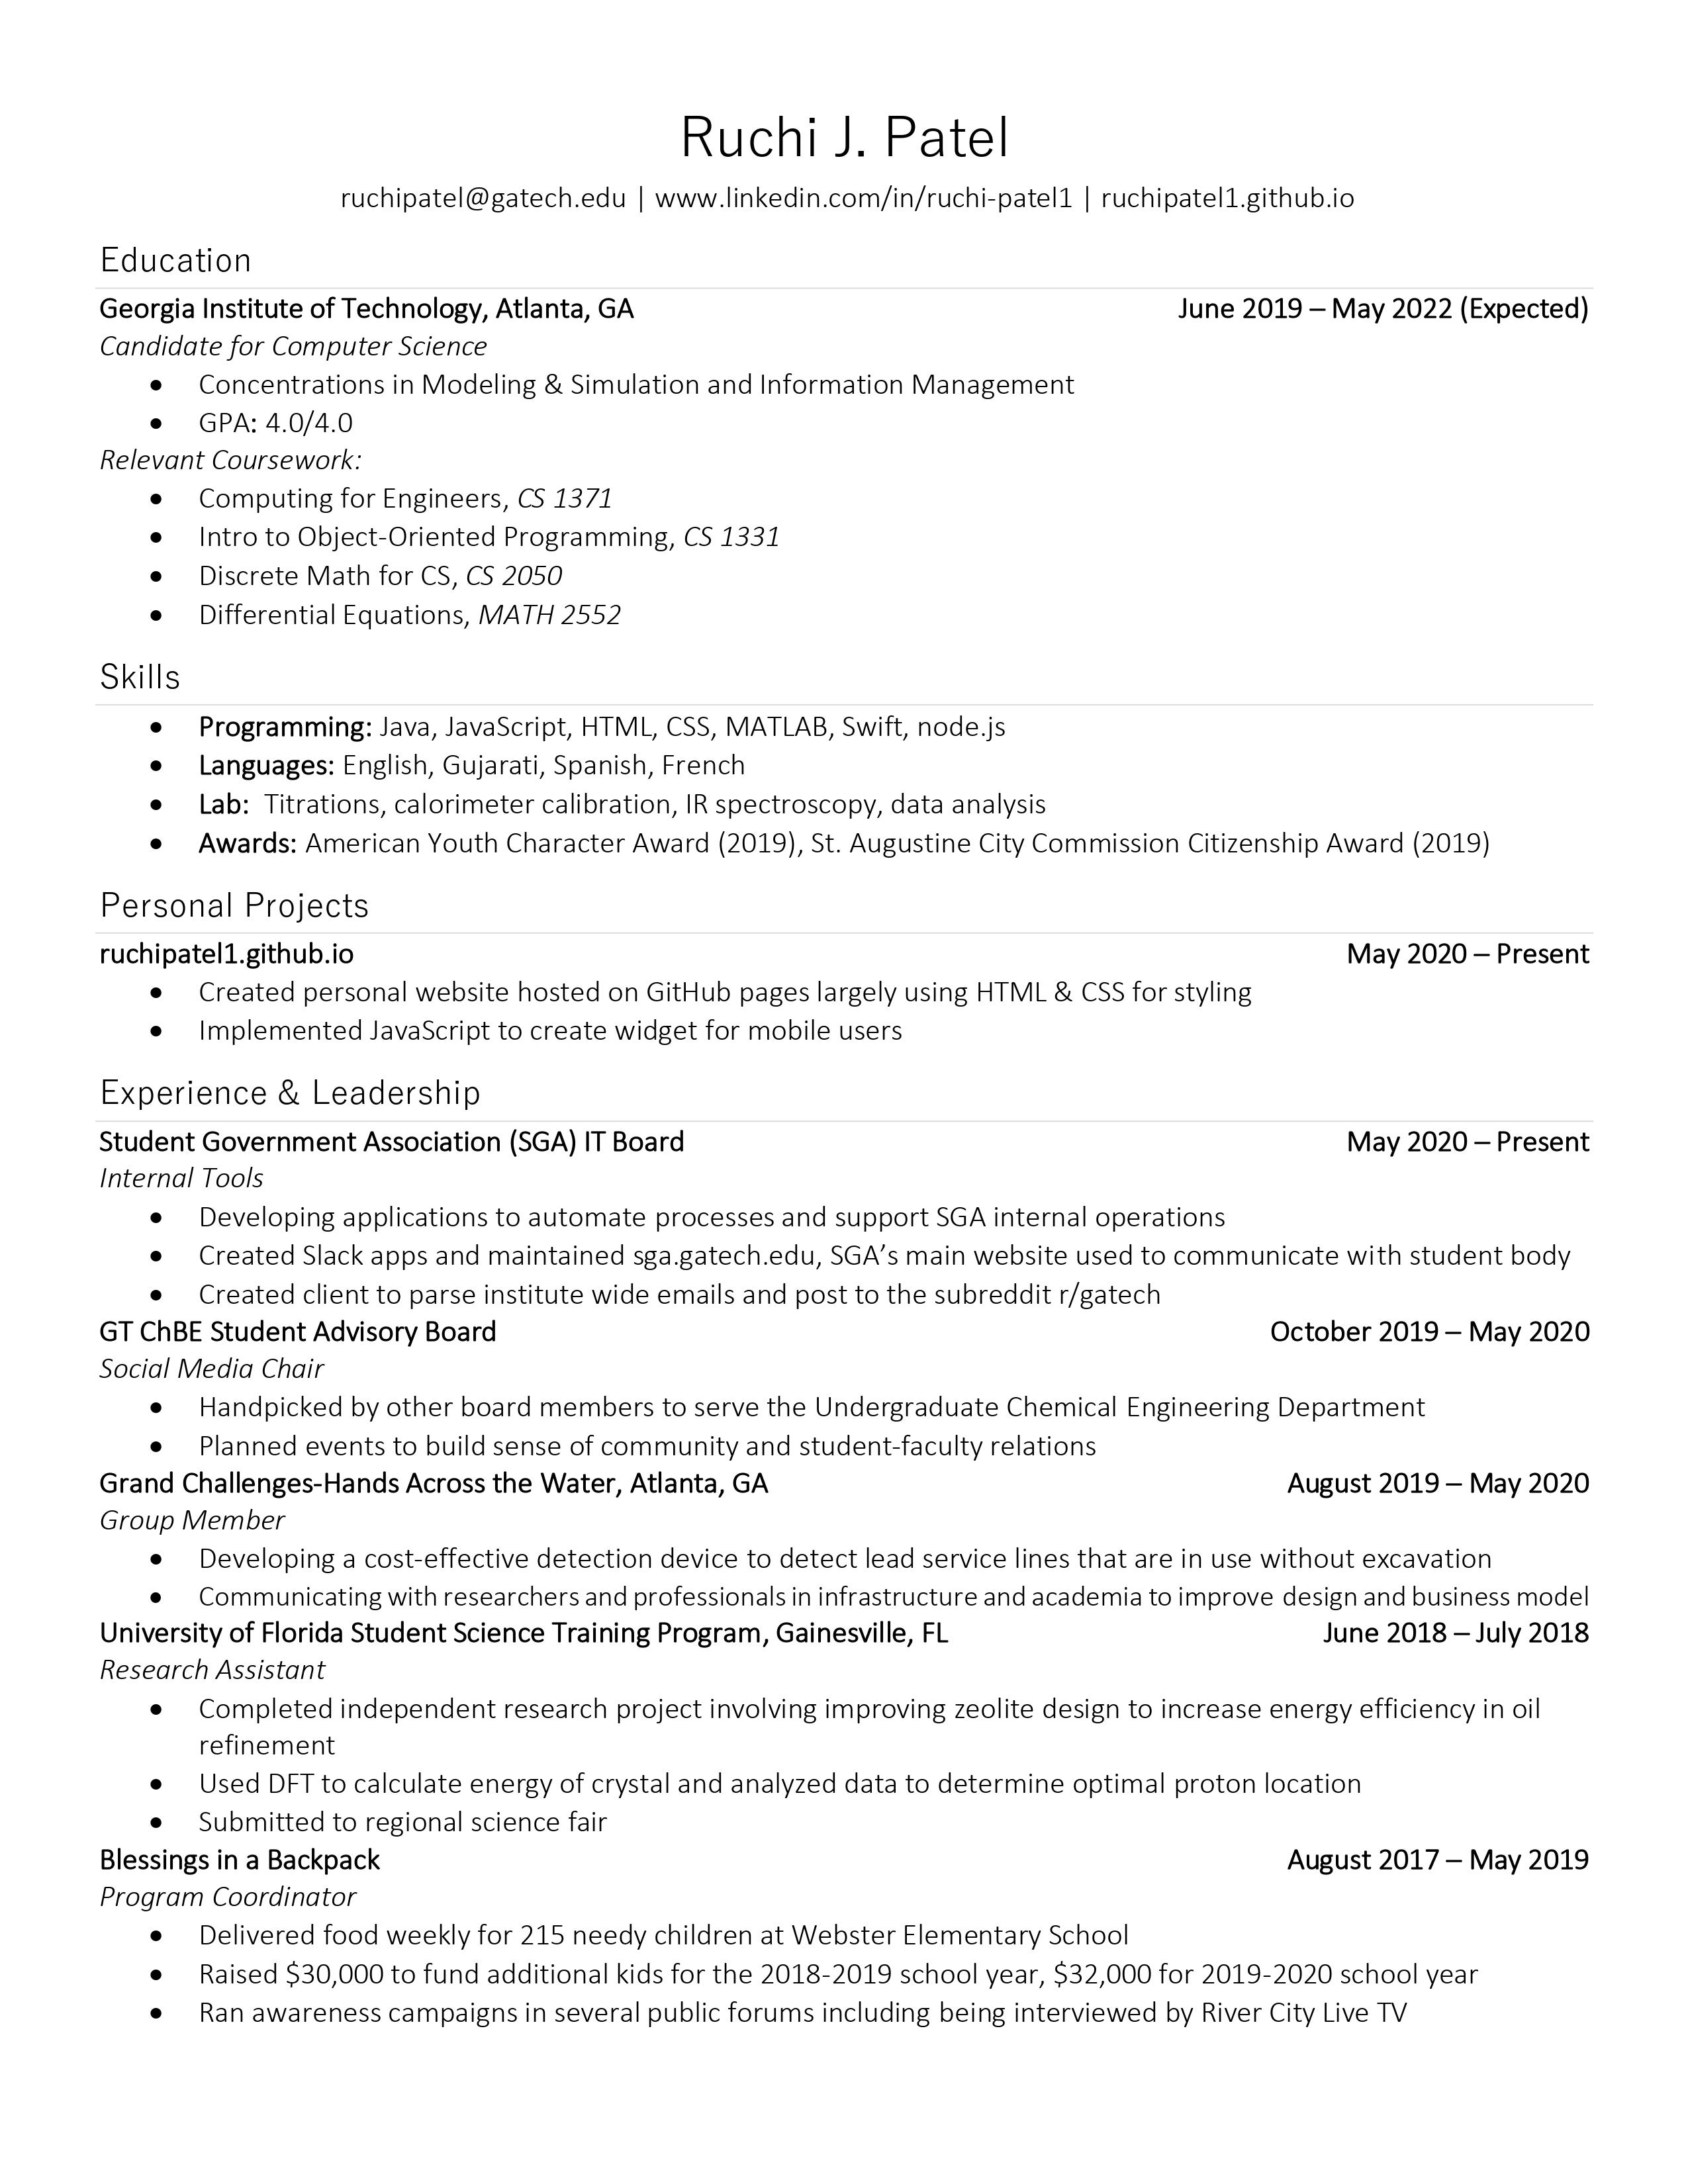 Ruchi J. Patel
ruchipatel@gatech.edu | www.linkedin.com/in/ruchi-patel1 | ruchipatel1.github.io
Education
Georgia Institute of Technology, Atlanta, GA June 2019 – May 2022 (Expected)
Candidate for Computer Science
• Concentrations in Modeling & Simulation and Information Management
• GPA: 4.0/4.0
Relevant Coursework:
• Computing for Engineers, CS 1371
• Intro to Object-Oriented Programming, CS 1331
• Discrete Math for CS, CS 2050
• Differential Equations, MATH 2552
Skills
• Programming: Java, JavaScript, HTML, CSS, MATLAB, Swift, node.js
• Languages: English, Gujarati, Spanish, French
• Lab: Titrations, calorimeter calibration, IR spectroscopy, data analysis
• Awards: American Youth Character Award (2019), St. Augustine City Commission Citizenship Award (2019)
Personal Projects
ruchipatel1.github.io May 2020 – Present
• Created personal website hosted on GitHub pages largely using HTML & CSS for styling
• Implemented JavaScript to create widget for mobile users
Experience & Leadership
Student Government Association (SGA) IT Board May 2020 – Present
Internal Tools
• Developing applications to automate processes and support SGA internal operations
• Created Slack apps and maintained sga.gatech.edu, SGA’s main website used to communicate with student body
• Created client to parse institute wide emails and post to the subreddit r/gatech
GT ChBE Student Advisory Board October 2019 – May 2020
Social Media Chair
• Handpicked by other board members to serve the Undergraduate Chemical Engineering Department
• Planned events to build sense of community and student-faculty relations
Grand Challenges-Hands Across the Water, Atlanta, GA August 2019 – May 2020
Group Member
• Developing a cost-effective detection device to detect lead service lines that are in use without excavation
• Communicating with researchers and professionals in infrastructure and academia to improve design and business model
University of Florida Student Science Training Program, Gainesville, FL June 2018 – July 2018
Research Assistant
• Completed independent research project involving improving zeolite design to increase energy efficiency in oil
refinement
• Used DFT to calculate energy of crystal and analyzed data to determine optimal proton location
• Submitted to regional science fair
Blessings in a Backpack August 2017 – May 2019
Program Coordinator
• Delivered food weekly for 215 needy children at Webster Elementary School
• Raised $30,000 to fund additional kids for the 2018-2019 school year, $32,000 for 2019-2020 school year
• Ran awareness campaigns in several public forums including being interviewed by River City Live TV